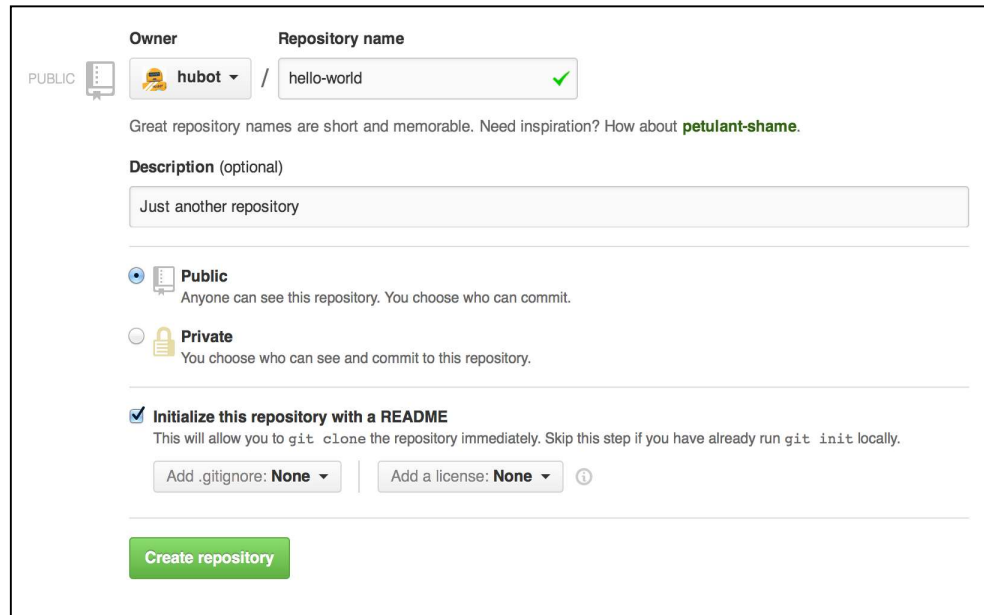 Owner Repository name
PUBLIC hubot / hello-world
Great repository names are short and memorable. Need inspiration? How about petulant-shame.
Description (optional)
Just another repository
Public
Anyone can see this repository. You choose who can commit.
Private
You choose who can see and commit to this repository.
Initialize this repository with a README
This will allow you to git clone the repository immediately. Skip this step if you have already run git init locally.
Add .gitignore: None Add a license: None
Create repository